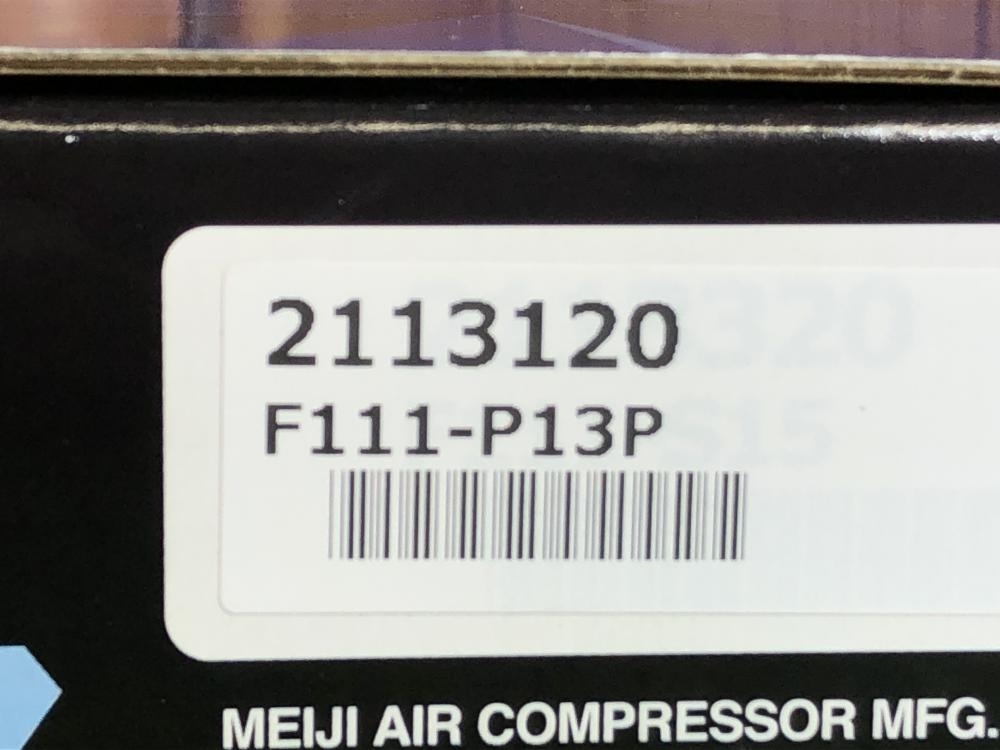 2113120
F111-P13P
MEIJI AIR COMPRESSOR MFG.